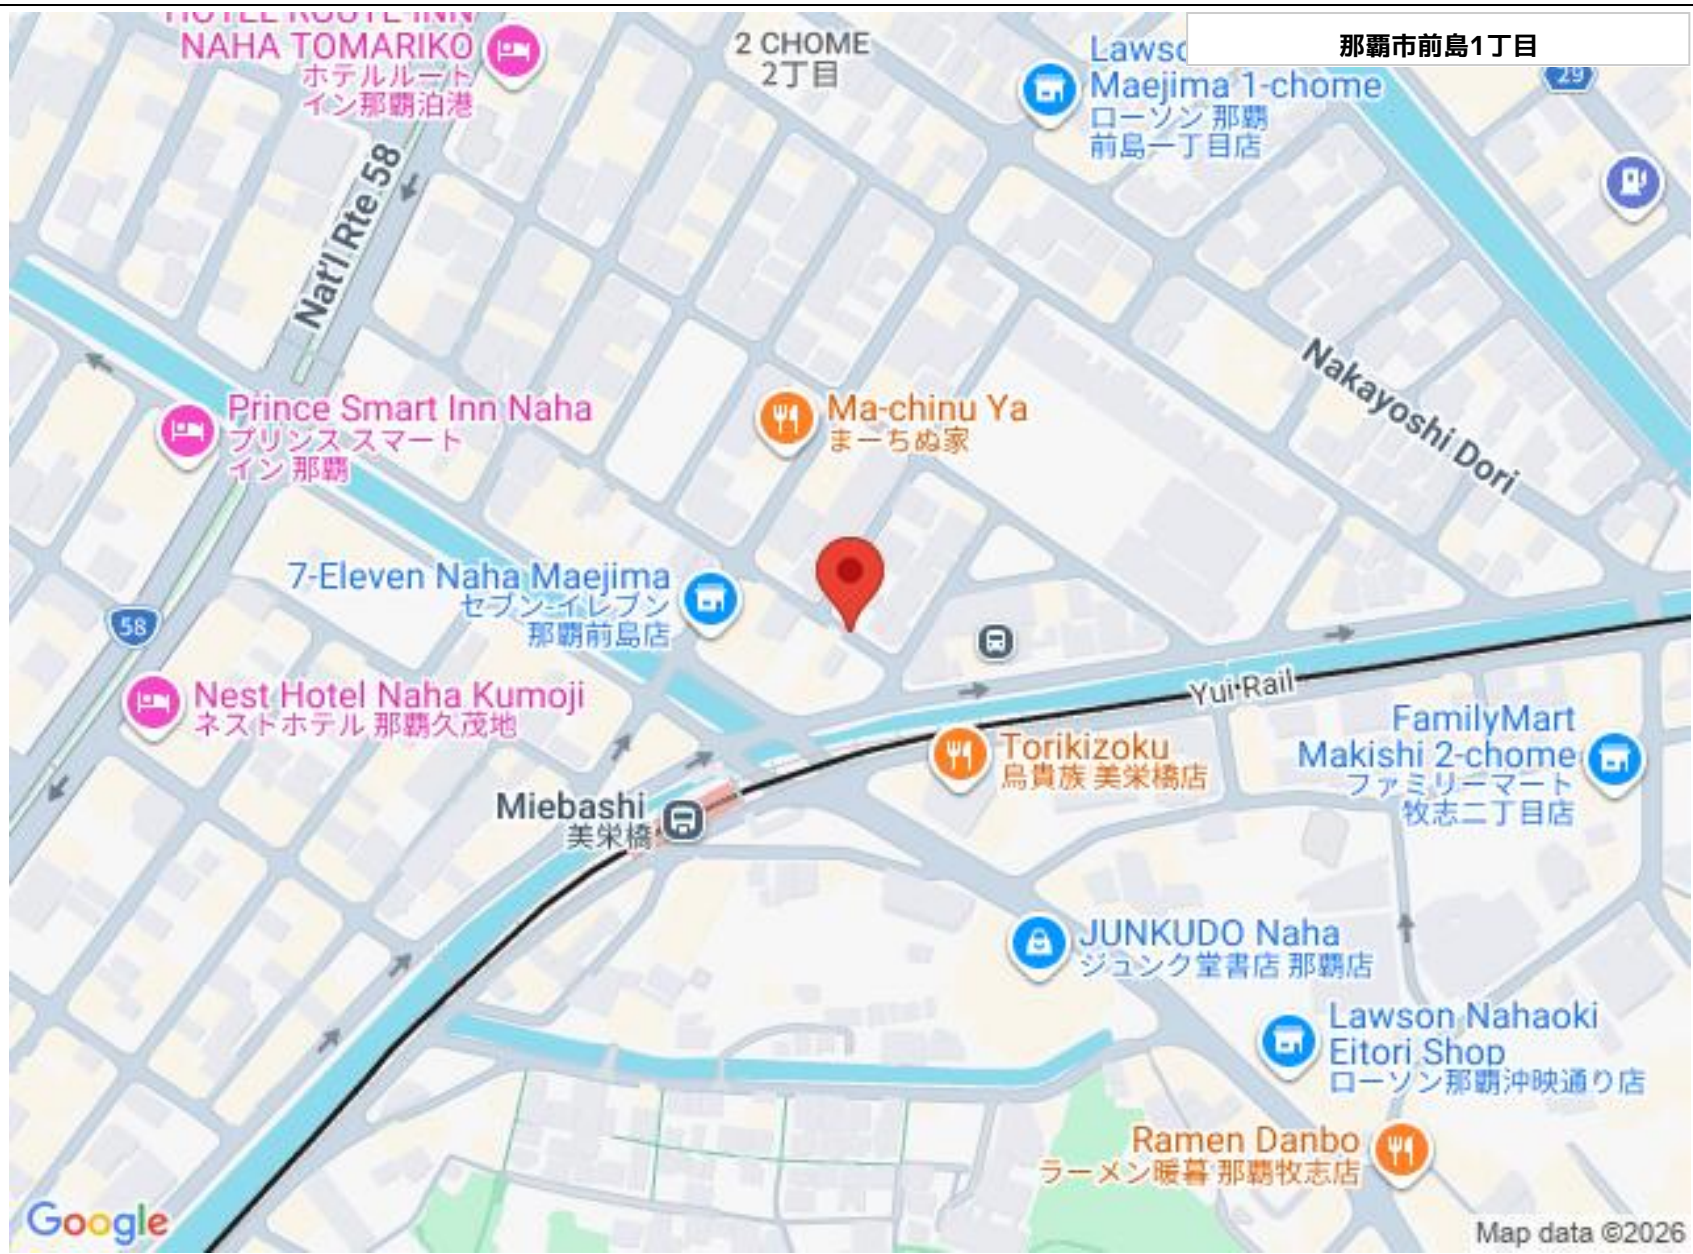 HOTEL ROUTE-INN
NAHA TOMARIKO
ホテルルート
イン那覇泊港
2 CHOME
2丁目
Lawso
Maejima 1-chome
ローソン 那覇
前島一丁目店
那覇市前島1丁目
29
Nat'l Rte 58
Prince Smart Inn Naha
プリンス スマート
イン 那覇
Ma-chinu Ya
まーちぬ家
Nakayoshi Dori
7-Eleven Naha Maejima
セブン-イレブン
那覇前島店
58
Nest Hotel Naha Kumoji
ネストホテル 那覇久茂地
Yui Rail
Torikizoku
鳥貴族 美栄橋店
FamilyMart
Makishi 2-chome
ファミリーマート
牧志二丁目店
Miebashi
美栄橋
JUNKUDO Naha
ジュンク堂書店 那覇店
Lawson Nahaoki
Eitori Shop
ローソン那覇沖映通り店
Ramen Danbo
ラーメン暖暮 那覇牧志店
Google
Map data ©2026